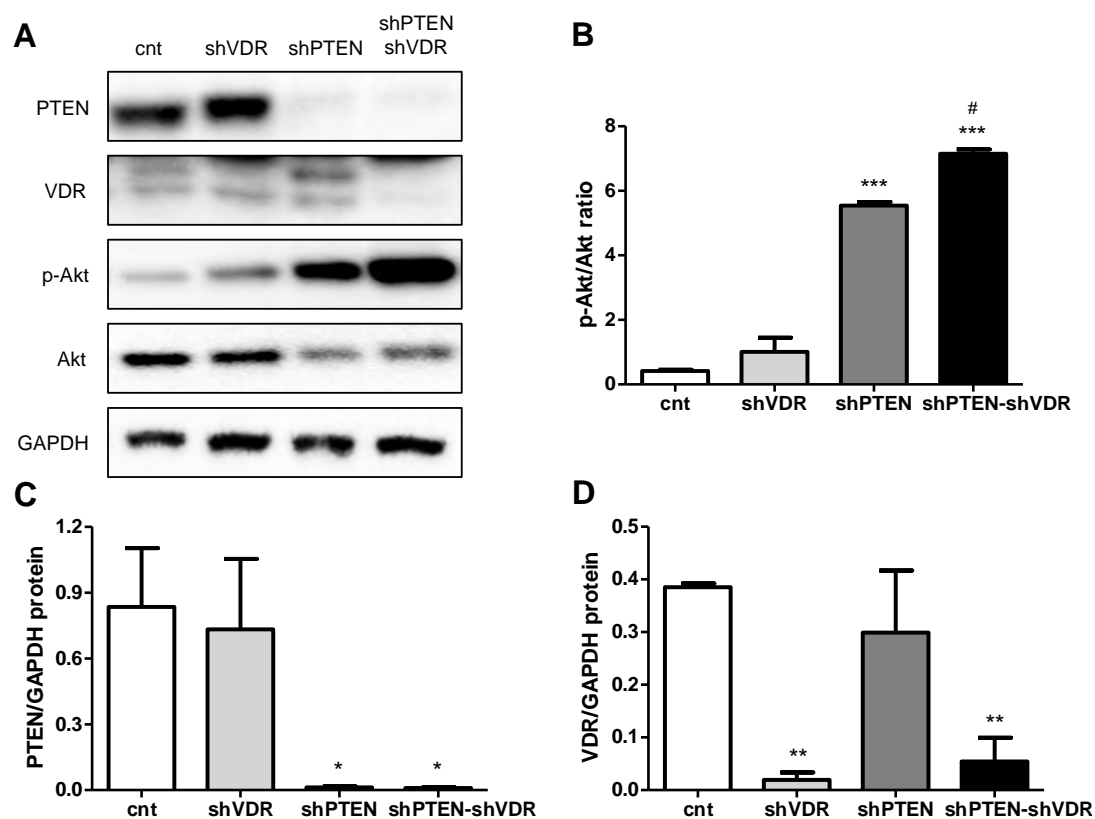 A
cnt
shVDR
shPTEN
shPTEN
shVDR
PTEN
VDR
p-Akt
Akt
GAPDH
B
p-Akt/Akt ratio
8
6
4
2
0
***
#
***
cnt
shVDR
shPTEN
shPTEN-shVDR
C
PTEN/GAPDH protein
1.2
0.9
0.6
0.3
0.0
*
*
cnt
shVDR
shPTEN
shPTEN-shVDR
D
VDR/GAPDH protein
0.5
0.4
0.3
0.2
0.1
0.0
**
**
cnt
shVDR
shPTEN
shPTEN-shVDR